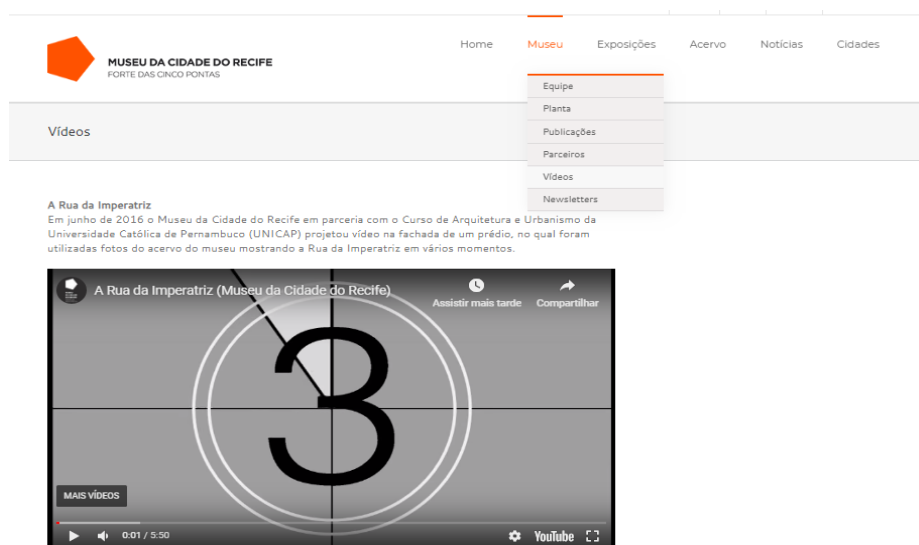 MUSEU DA CIDADE DO RECIFE
FORTE DAS CINCO PONTAS
Home Museu Exposições Acervo Notícias Cidades
Equipe
Planta
Publicações
Parceiros
Vídeos
Newsletters
Vídeos
A Rua da Imperatriz
Em junho de 2016 o Museu da Cidade do Recife em parceria com o Curso de Arquitetura e Urbanismo da
Universidade Católica de Pernambuco (UNICAP) projetou vídeo na fachada de um prédio, no qual foram
utilizadas fotos do acervo do museu mostrando a Rua da Imperatriz em vários momentos.
A Rua da Imperatriz (Museu da Cidade do Recife)
Assistir mais tarde Compartilhar
3
MAIS VÍDEOS
0:01 / 5:50
YouTube